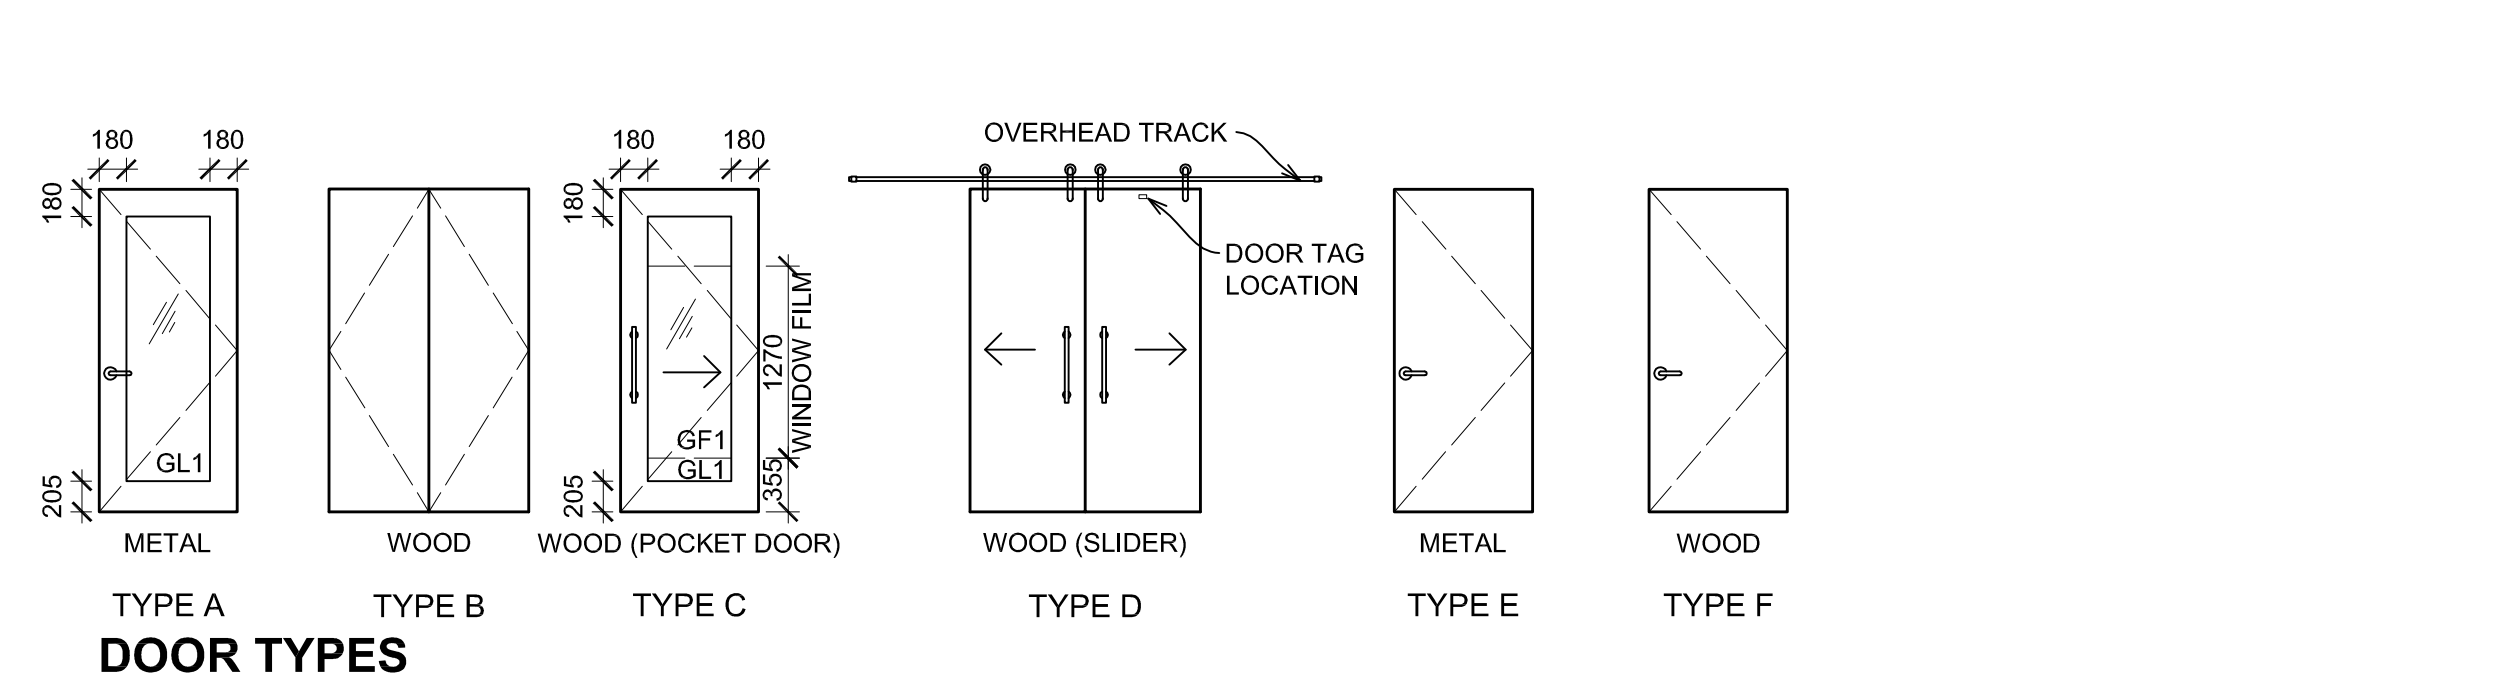 180
180
180
205
GL1
METAL
TYPE A
WOOD
TYPE B
180
180
180
205
1270
WINDOW FILM
355
GF1
GL1
WOOD (POCKET DOOR)
TYPE C
OVERHEAD TRACK
DOOR TAG
LOCATION
WOOD (SLIDER)
TYPE D
METAL
TYPE E
WOOD
TYPE F
DOOR TYPES